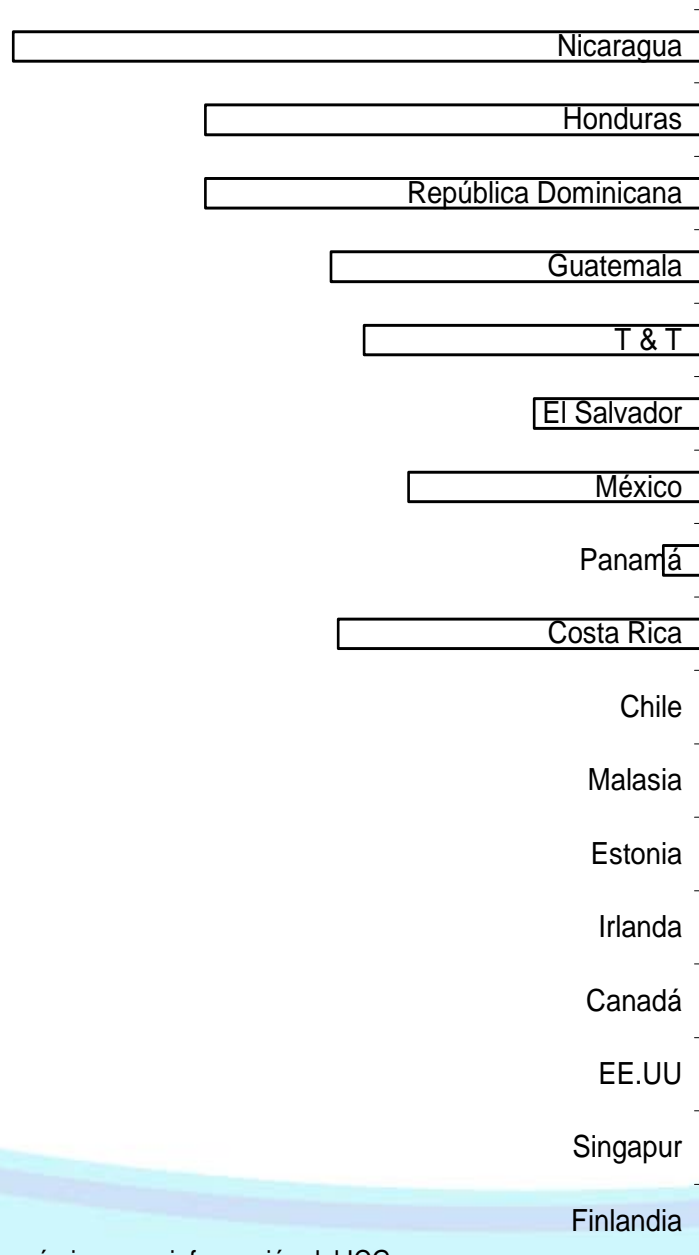 Nicaragua
Honduras
República Dominicana
Guatemala
T & T
El Salvador
México
Panamá
Costa Rica
Chile
Malasia
Estonia
Irlanda
Canadá
EE.UU
Singapur
Finlandia